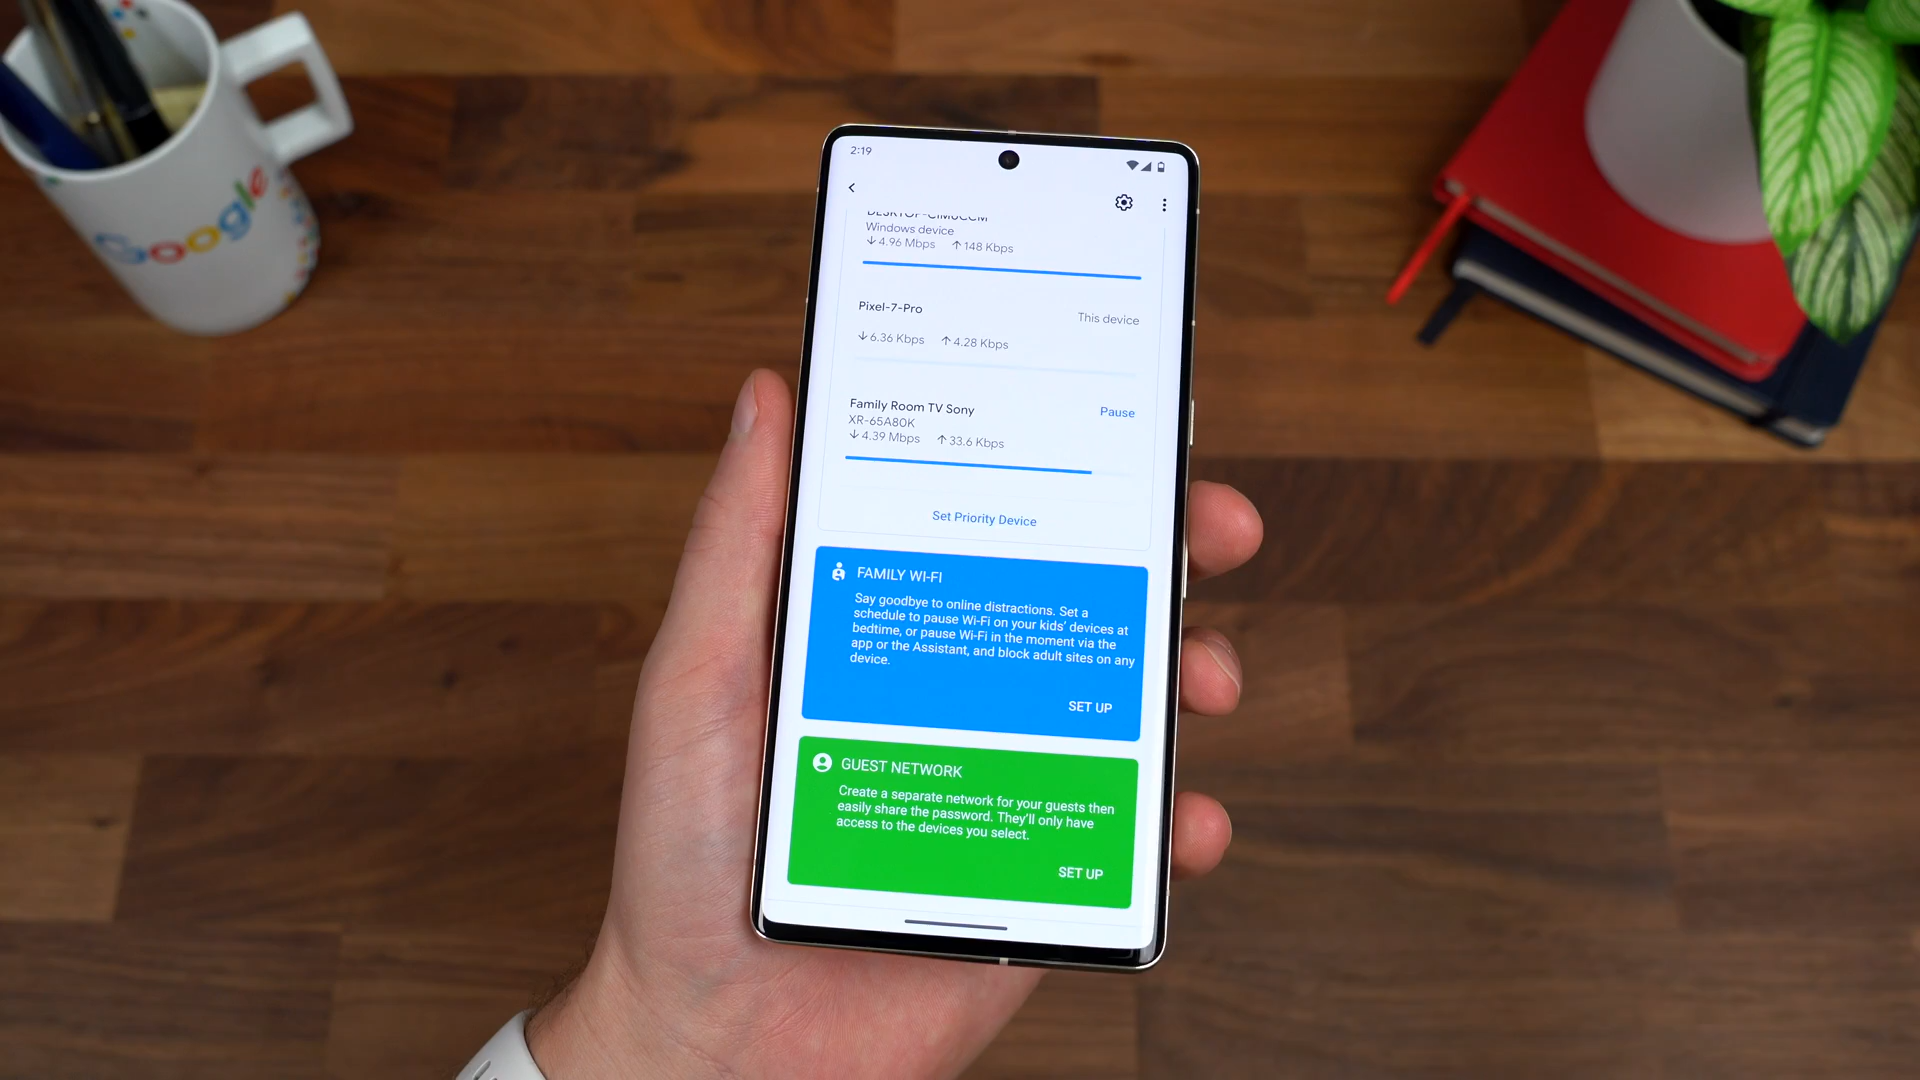 Google
2:19
Windows device
↓ 4.96 Mbps ↑ 148 Kbps
Pixel-7-Pro
This device
↓ 6.36 Kbps ↑ 4.28 Kbps
Family Room TV Sony
Pause
XR-65A80K
↓ 4.39 Mbps ↑ 33.6 Kbps
Set Priority Device
FAMILY WI-FI
Say goodbye to online distractions. Set a
schedule to pause Wi-Fi on your kids' devices at
bedtime, or pause Wi-Fi in the moment via the
app or the Assistant, and block adult sites on any
device.
SET UP
GUEST NETWORK
Create a separate network for your guests then
easily share the password. They'll only have
access to the devices you select.
SET UP